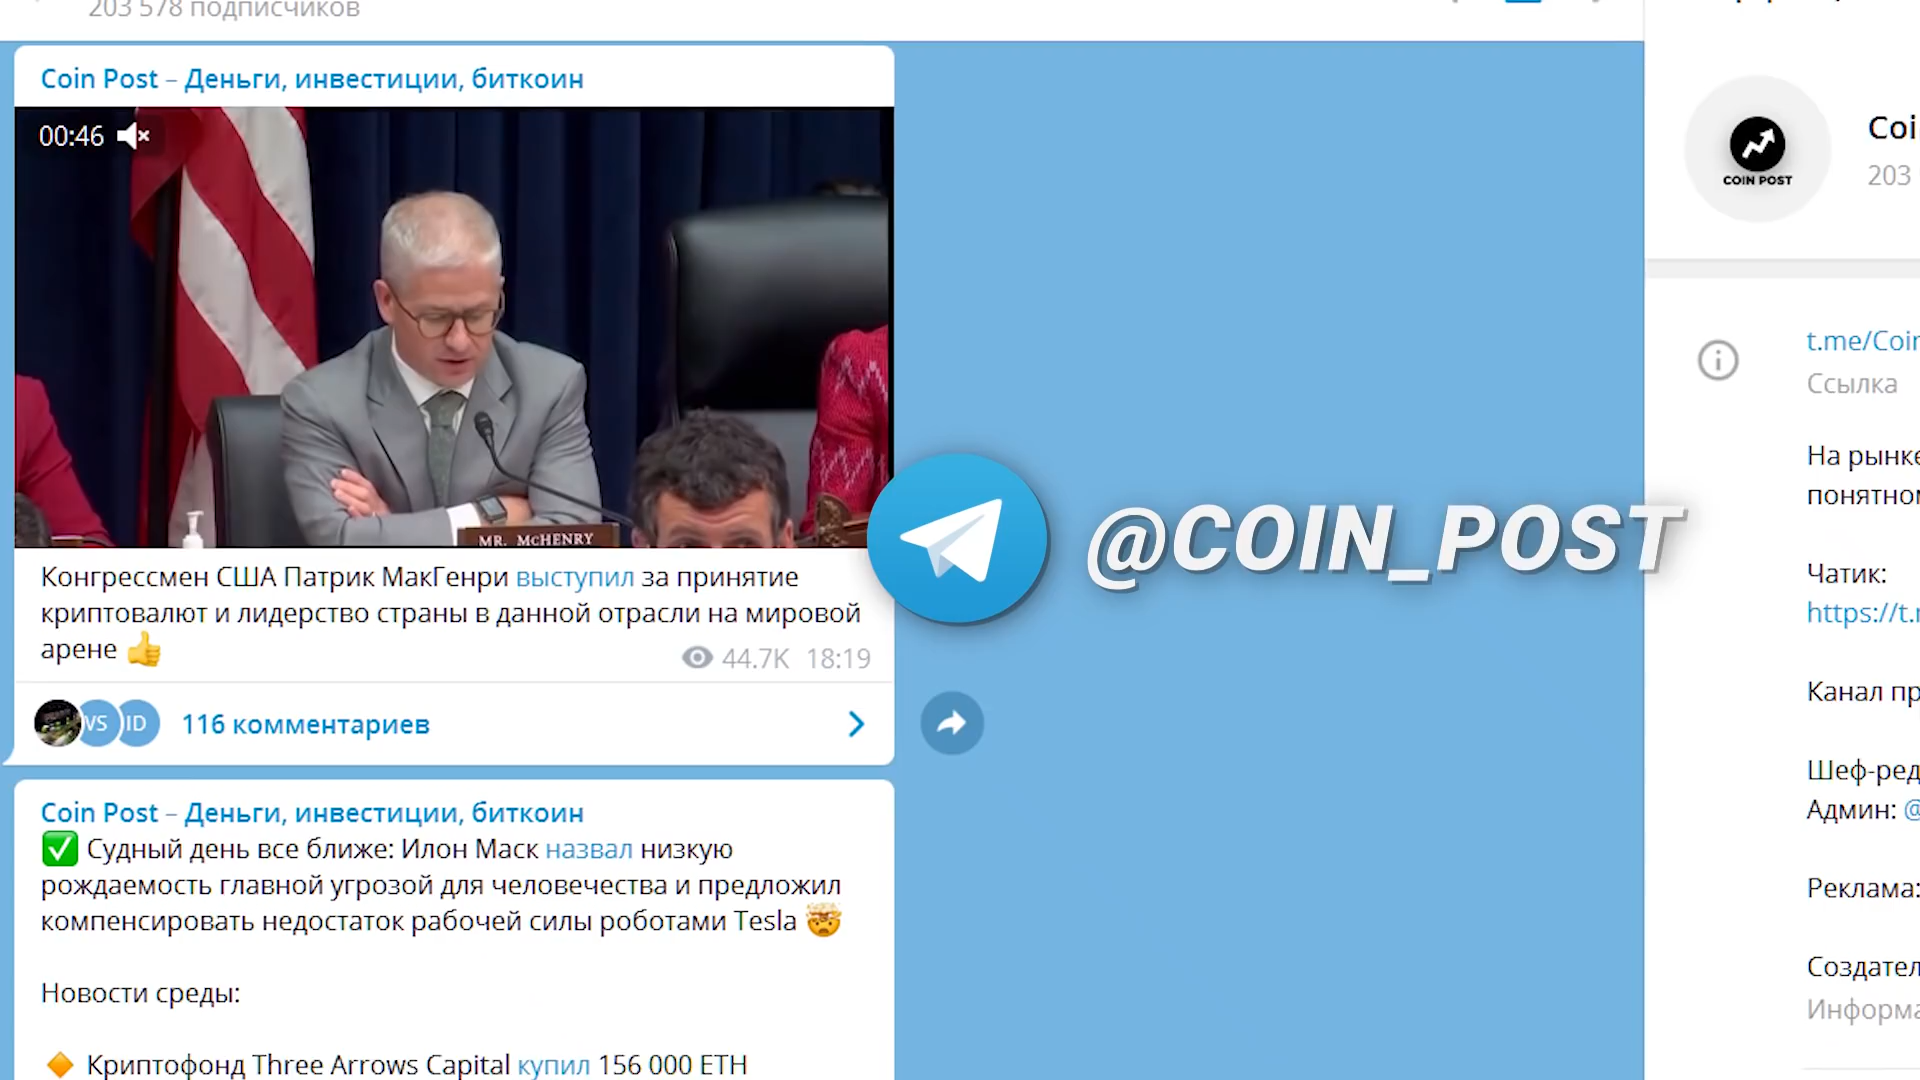 203 578 подписчиков
Coin Post – Деньги, инвестиции, биткоин
00:46
MR. McHENRY
Конгрессмен США Патрик МакГенри выступил за принятие
криптовалют и лидерство страны в данной отрасли на мировой
арене 👍
44.7K 18:19
VS ID 116 комментариев
Coin Post – Деньги, инвестиции, биткоин
✅ Судный день все ближе: Илон Маск назвал низкую
рождаемость главной угрозой для человечества и предложил
компенсировать недостаток рабочей силы роботами Tesla 🤯
Новости среды:
🔸 Криптофонд Three Arrows Capital купил 156 000 ETH
@COIN_POST
COIN POST
Coi
203
t.me/Coin
Ссылка
На рынке
понятно
Чатик:
https://t.
Канал пр
Шеф-ред
Админ: @
Реклама:
Создател
Информа